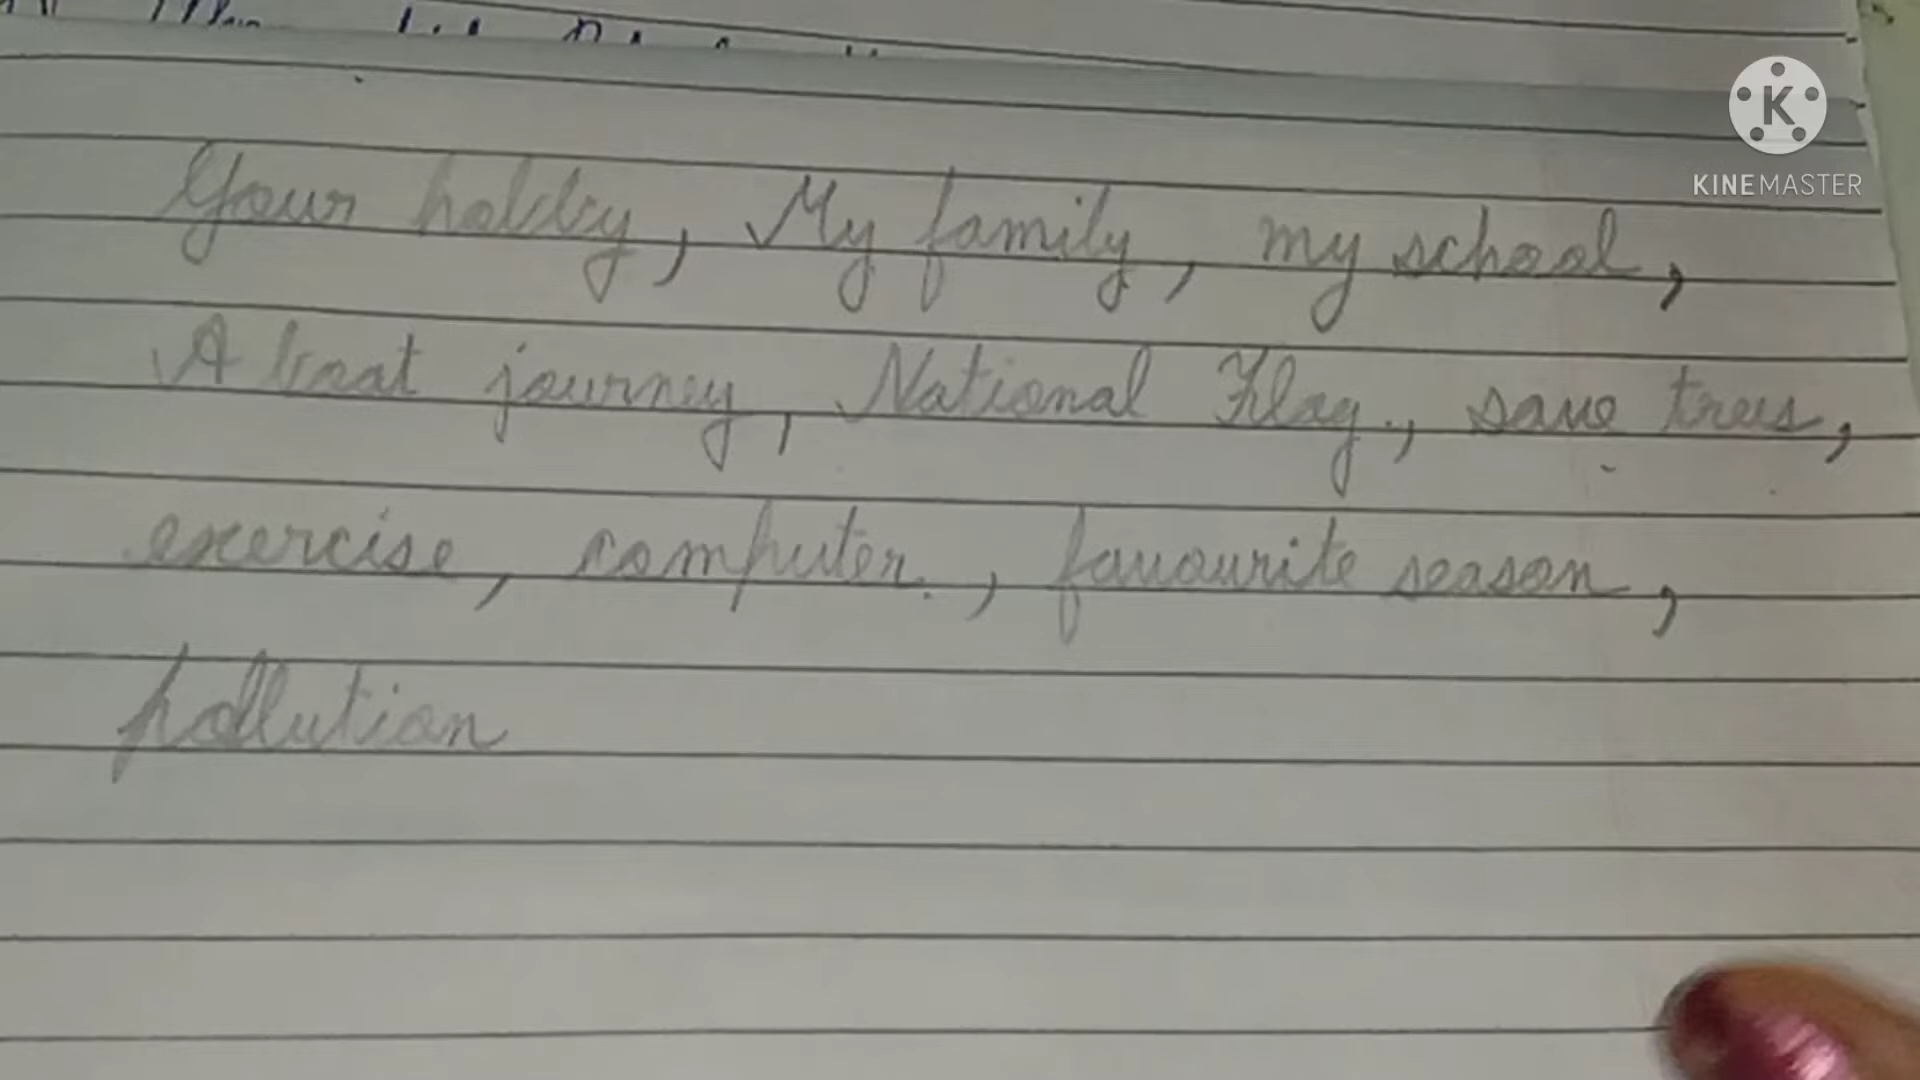 Your hobby, My family, my school,
A boat journey, National Flag., save trees,
exercise, computer., favourite season,
pollution
KINEMASTER